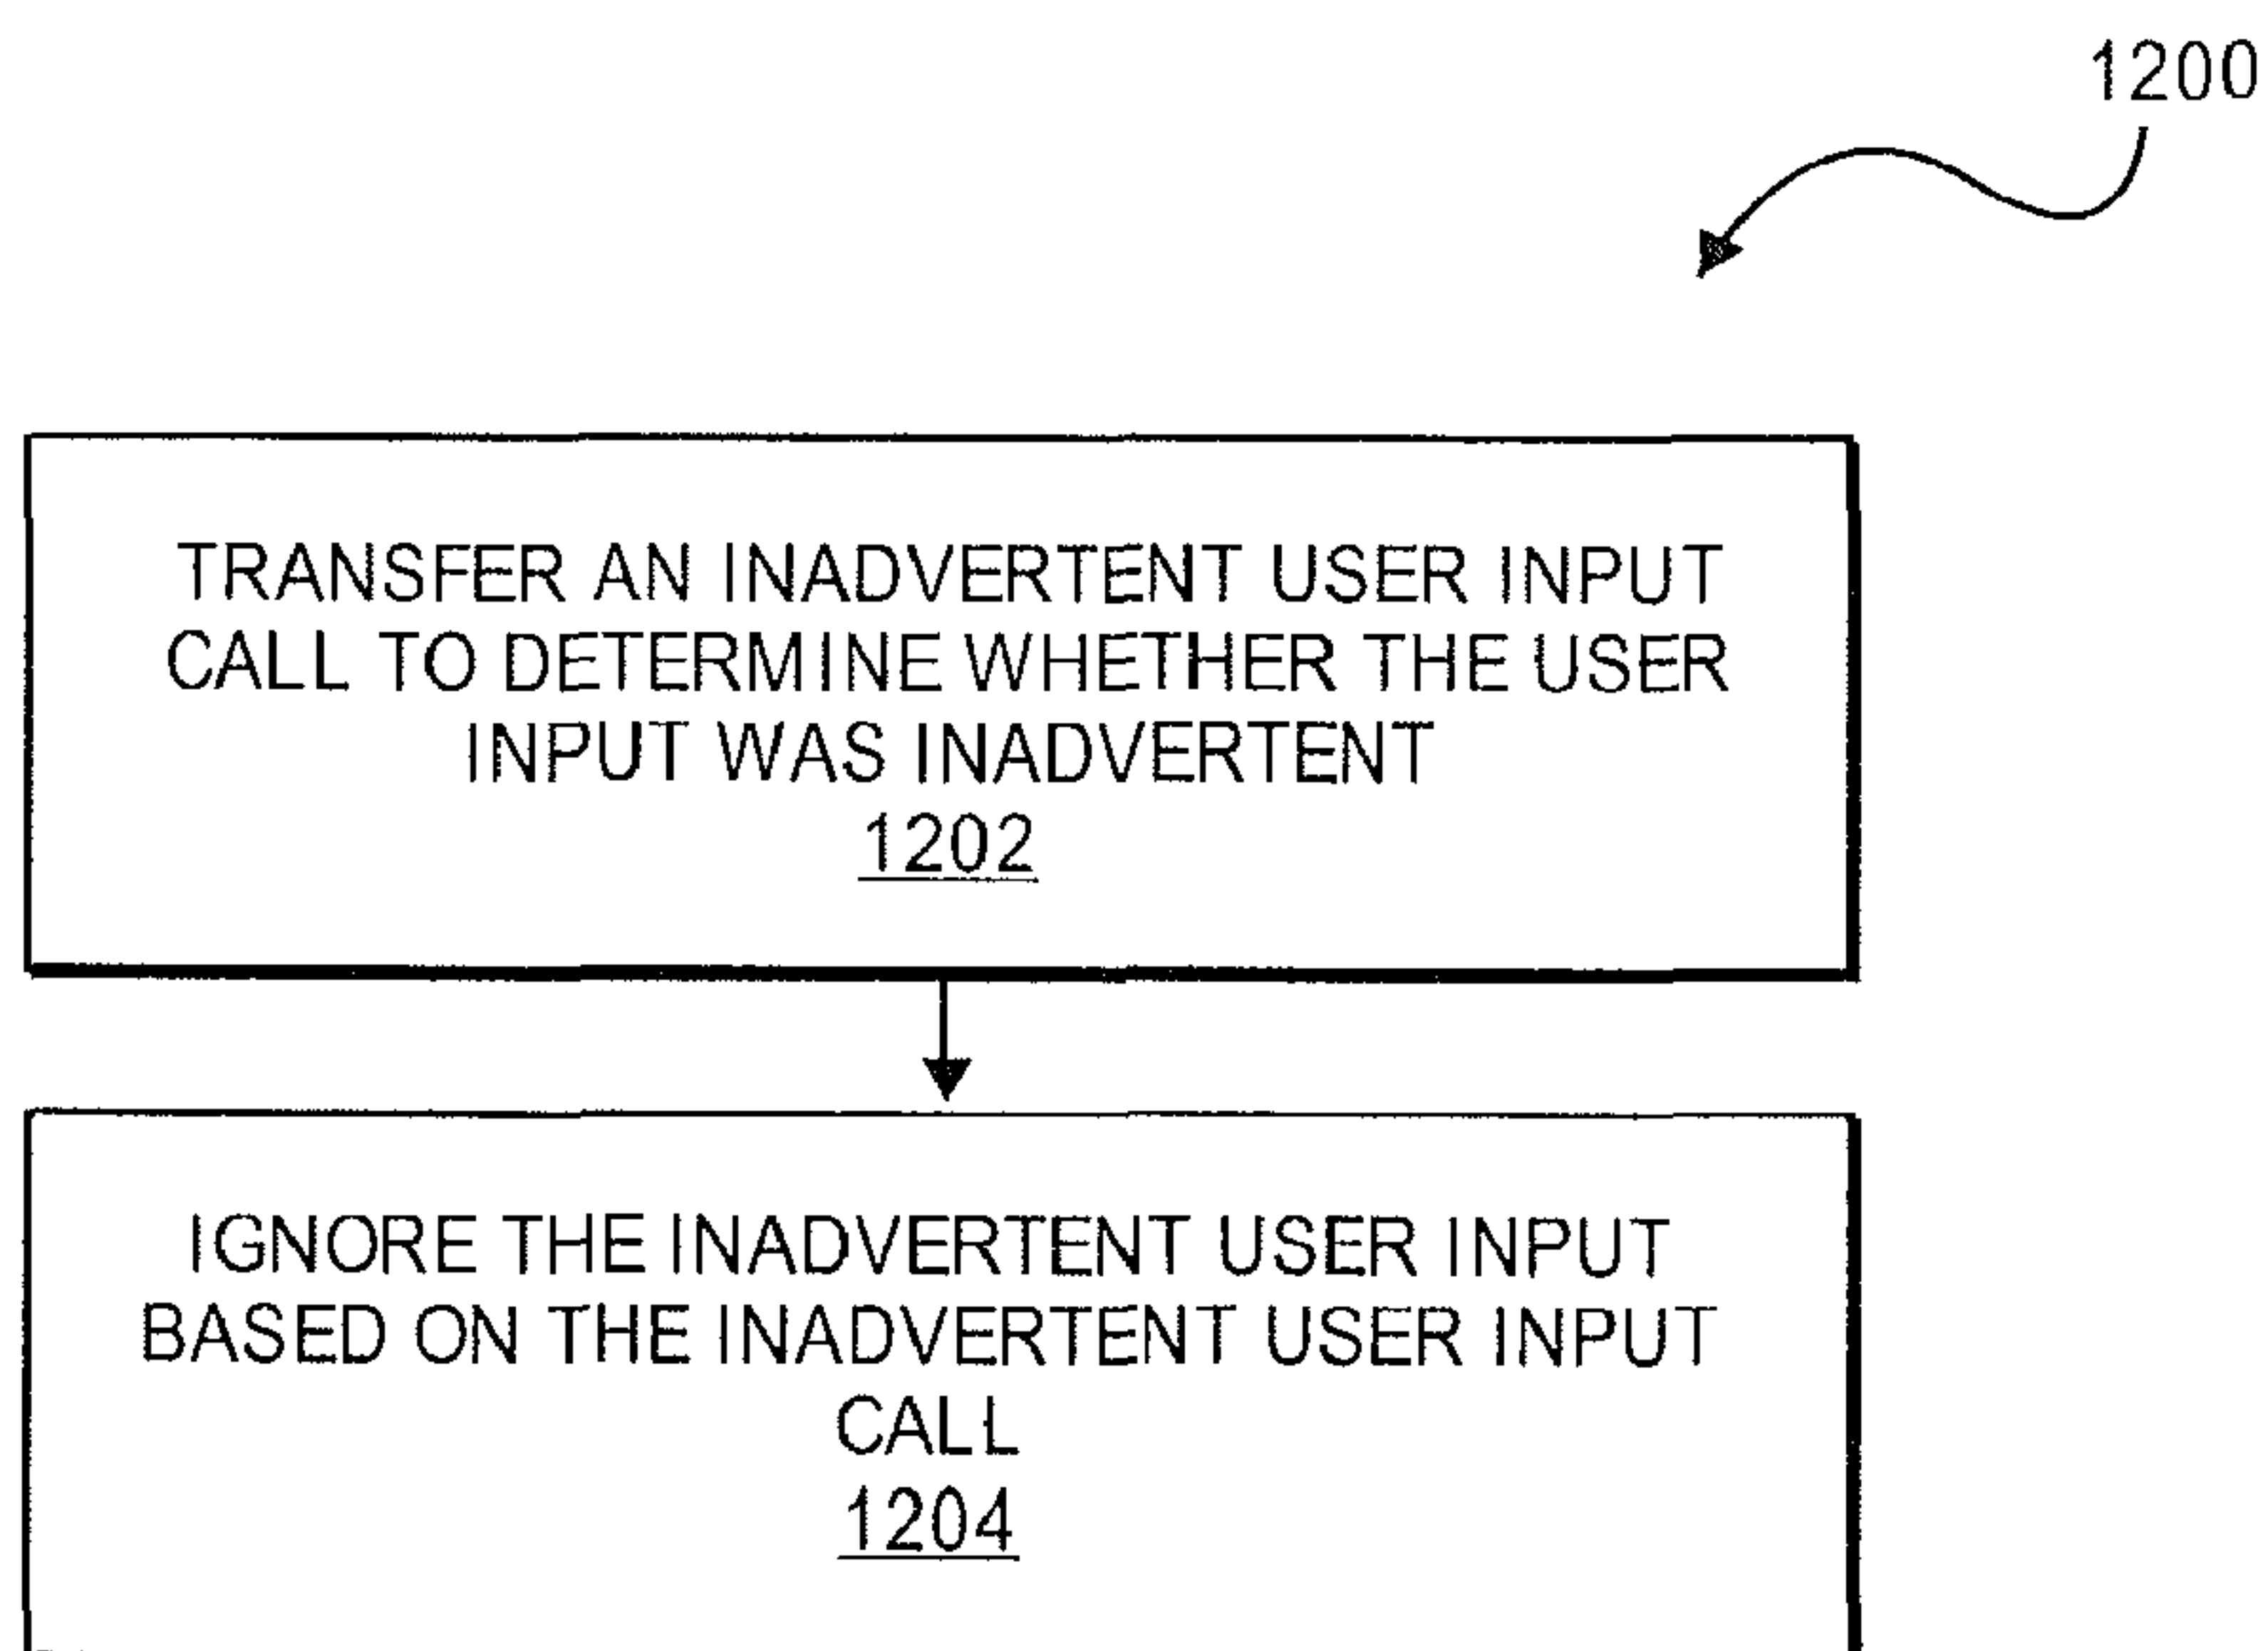 1200
TRANSFER AN INADVERTENT USER INPUT
CALL TO DETERMINE WHETHER THE USER
INPUT WAS INADVERTENT
1202
IGNORE THE INADVERTENT USER INPUT
BASED ON THE INADVERTENT USER INPUT
CALL
1204